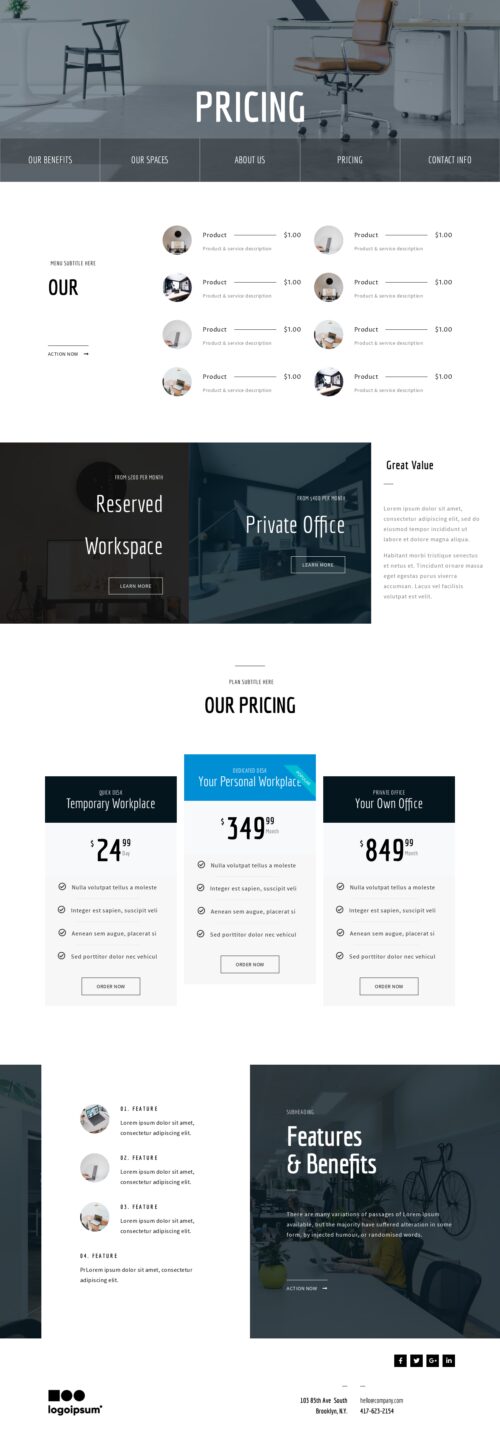 PRICING
OUR BENEFITS
OUR SPACES
ABOUT US
PRICING
CONTACT INFO
MENU SUBTITLE HERE
OUR
ACTION NOW
Product $1.00
Product & service description
Product $1.00
Product & service description
Product $1.00
Product & service description
Product $1.00
Product & service description
Product $1.00
Product & service description
Product $1.00
Product & service description
Product $1.00
Product & service description
Product $1.00
Product & service description
FROM $200 PER MONTH
Reserved
Workspace
LEARN MORE
FROM $400 PER MONTH
Private Office
LEARN MORE
Great Value
Lorem ipsum dolor sit amet,
consectetur adipiscing elit, sed do
eiusmod tempor incididunt ut
labore et dolore magna aliqua.
Habitant morbi tristique senectus
et netus et. Tincidunt ornare massa
eget egestas purus viverra
accumsan. Lacus vel facilisis
volutpat est velit.
PLAN SUBTITLE HERE
OUR PRICING
QUICK DESK
Temporary Workplace
$24.99
Day
Nulla volutpat tellus a moleste
Integer est sapien, suscipit veli
Aenean sem augue, placerat si
Sed porttitor dolor nec vehicul
ORDER NOW
DEDICATED DESK
Your Personal Workplace
POPULAR
$349.99
Month
Nulla volutpat tellus a moleste
Integer est sapien, suscipit veli
Aenean sem augue, placerat si
Sed porttitor dolor nec vehicul
ORDER NOW
PRIVATE OFFICE
Your Own Office
$849.99
Month
Nulla volutpat tellus a moleste
Integer est sapien, suscipit veli
Aenean sem augue, placerat si
Sed porttitor dolor nec vehicul
ORDER NOW
01. FEATURE
Lorem ipsum dolor sit amet,
consectetur adipiscing elit.
02. FEATURE
Lorem ipsum dolor sit amet,
consectetur adipiscing elit.
03. FEATURE
Lorem ipsum dolor sit amet,
consectetur adipiscing elit.
04. FEATURE
PrLorem ipsum dolor sit amet, consectetur
adipiscing elit.
SUBHEADING
Features
& Benefits
There are many variations of passages of Lorem Ipsum
available, but the majority have suffered alteration in some
form, by injected humour, or randomised words.
ACTION NOW
logoipsum
103 85th Ave South
Brooklyn, N.Y.
hello@company.com
417-623-2154